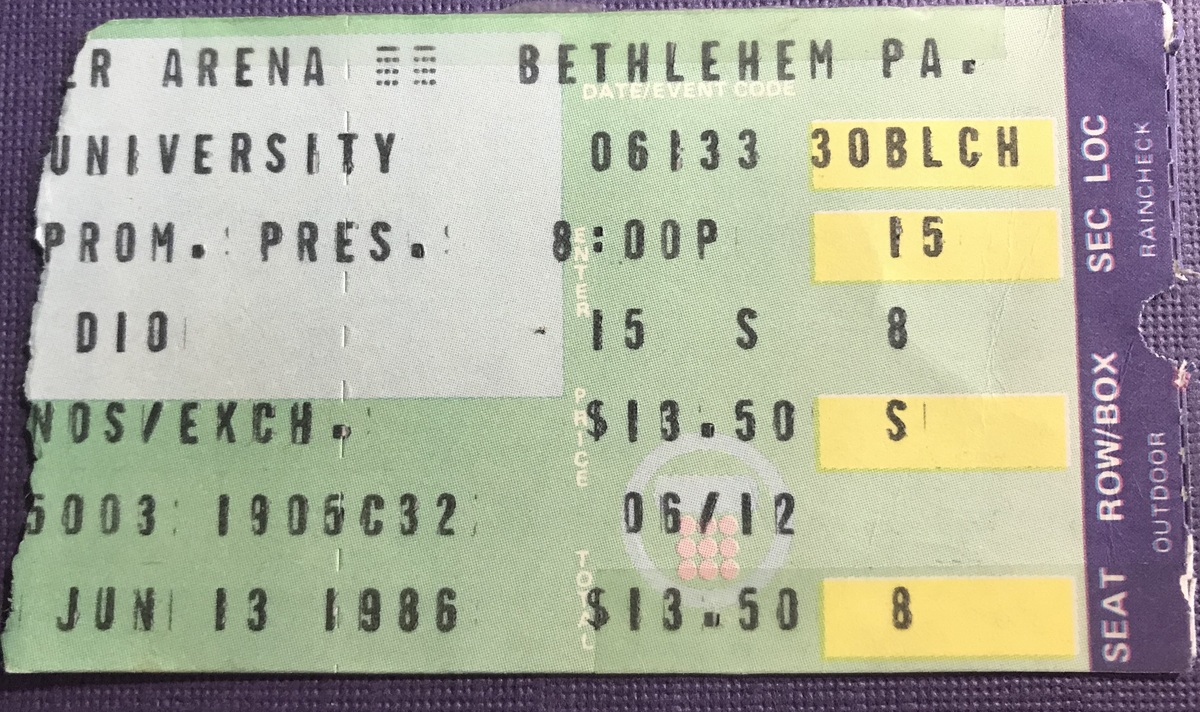 ER ARENA BETHLEHEM PA.
DATE/EVENT CODE
UNIVERSITY 06133 30BLCH
PROM. PRES. 8:00P 15
ENTER
DIO 15 S 8
NOS/EXCH. $13.50 S
PRICE
5003 1905C32 06/12
JUN 13 1986 $13.50 8
TOTAL
SEC LOC
ROW/BOX
SEAT
RAINCHECK
OUTDOOR